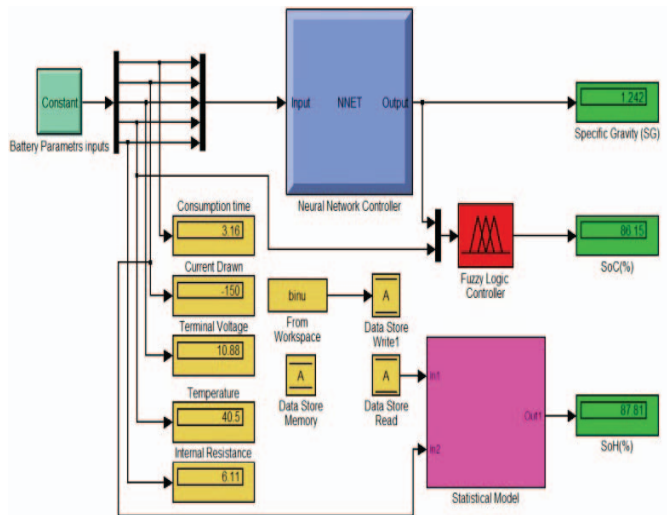 Constant
Battery Parametrs inputs
Input NNET Output
Neural Network Controller
1.242
Specific Gravity (SG)
Consumption time
3.16
Current Drawn
-150
Terminal Voltage
10.88
Temperature
40.5
Internal Resistance
6.11
binu
From
Workspace
A
Data Store
Write1
A
Data Store
Memory
A
Data Store
Read
Fuzzy Logic
Controller
86.15
SoC(%)
In1
In2
Out1
Statistical Model
87.81
SoH(%)